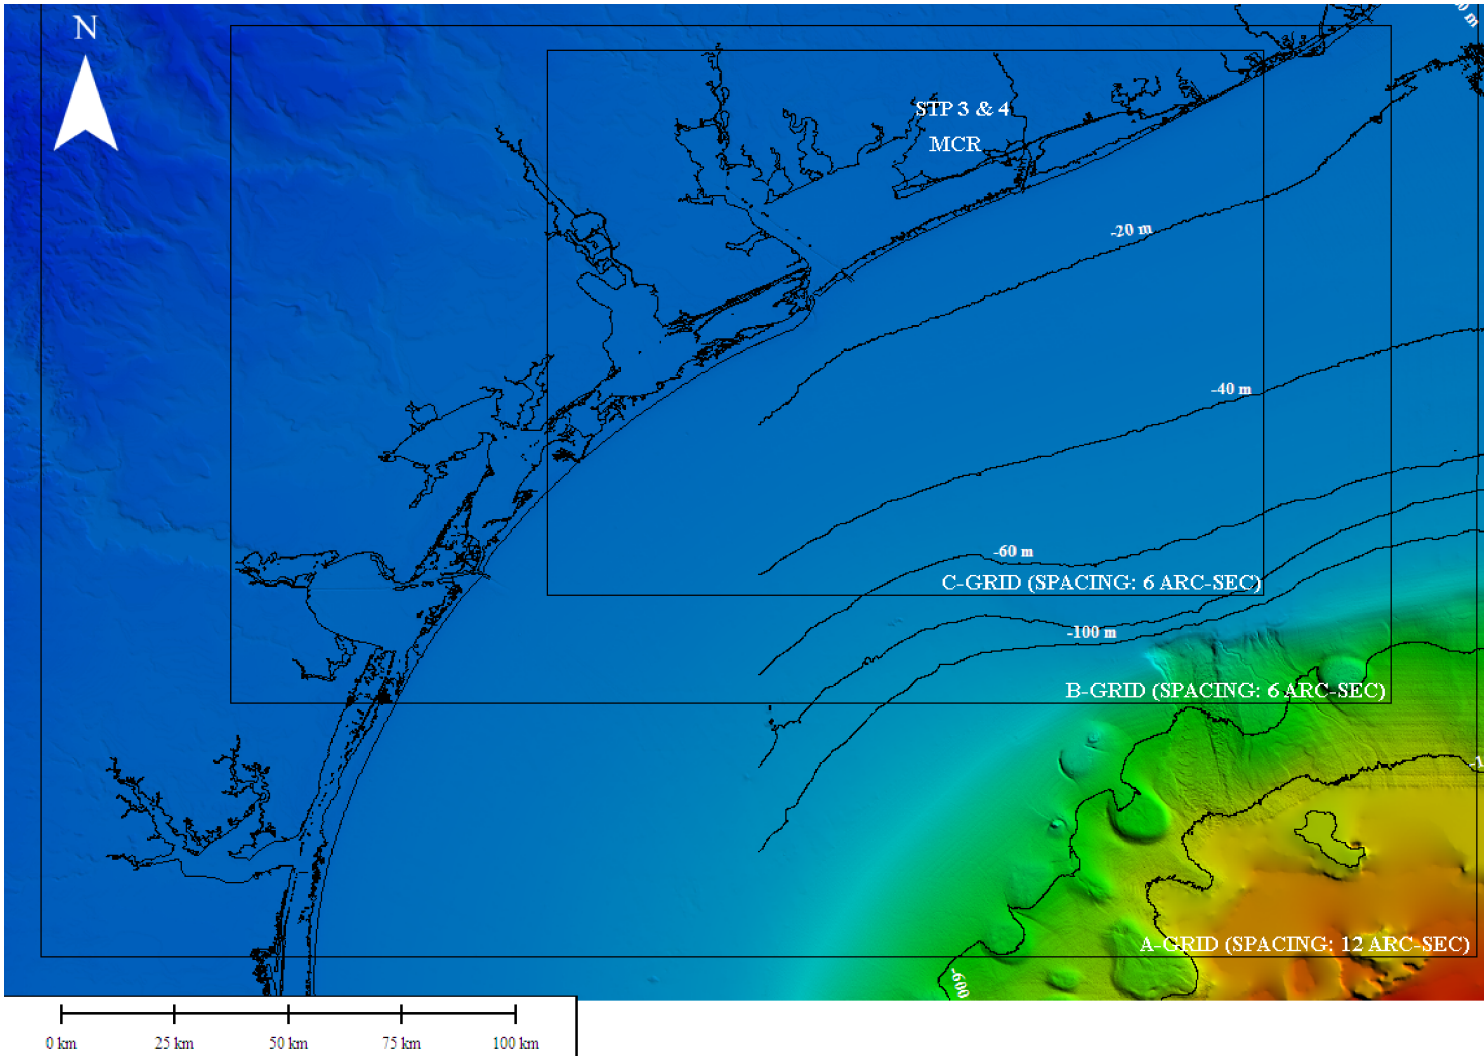 N
STP 3 & 4
MCR
-20 m
-40 m
-60 m
C-GRID (SPACING: 6 ARC-SEC)
-100 m
B-GRID (SPACING: 6 ARC-SEC)
A-GRID (SPACING: 12 ARC-SEC)
-600
0 km 25 km 50 km 75 km 100 km